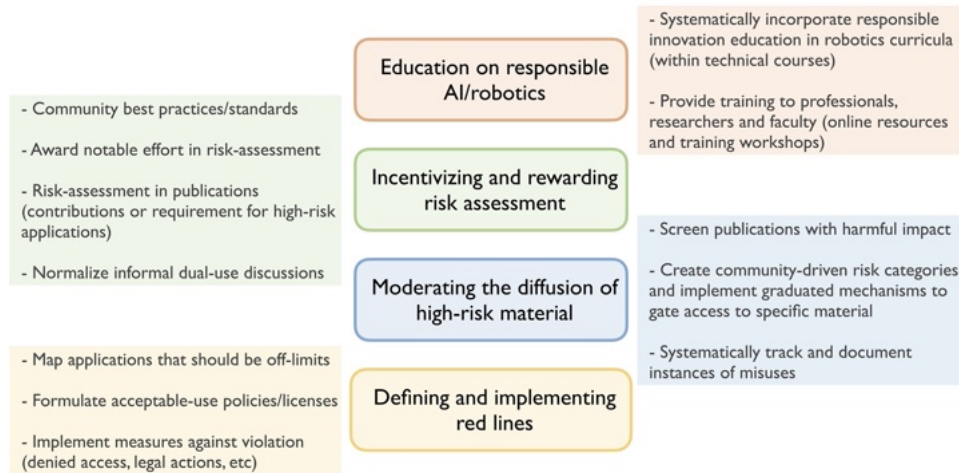 Education on responsible
AI/robotics
- Systematically incorporate responsible
innovation education in robotics curricula
(within technical courses)
- Provide training to professionals,
researchers and faculty (online resources
and training workshops)
Incentivizing and rewarding
risk assessment
- Community best practices/standards
- Award notable effort in risk-assessment
- Risk-assessment in publications
(contributions or requirement for high-risk
applications)
- Normalize informal dual-use discussions
Moderating the diffusion of
high-risk material
- Screen publications with harmful impact
- Create community-driven risk categories
and implement graduated mechanisms to
gate access to specific material
- Systematically track and document
instances of misuses
Defining and implementing
red lines
- Map applications that should be off-limits
- Formulate acceptable-use policies/licenses
- Implement measures against violation
(denied access, legal actions, etc)